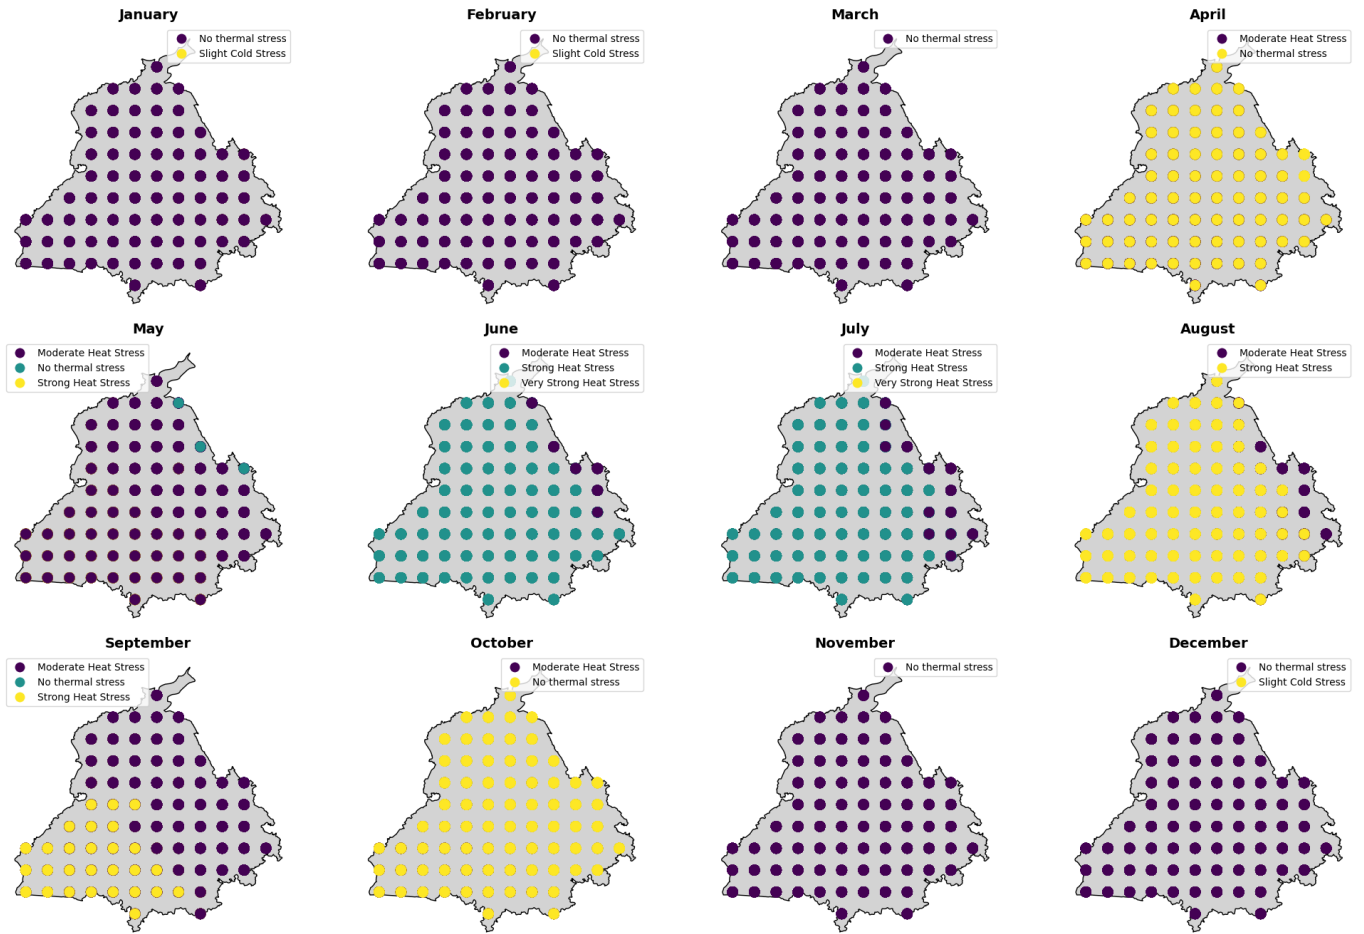 January
No thermal stress
Slight Cold Stress
February
No thermal stress
Slight Cold Stress
March
No thermal stress
April
Moderate Heat Stress
No thermal stress
May
Moderate Heat Stress
No thermal stress
Strong Heat Stress
June
Moderate Heat Stress
Strong Heat Stress
Very Strong Heat Stress
July
Moderate Heat Stress
Strong Heat Stress
Very Strong Heat Stress
August
Moderate Heat Stress
Strong Heat Stress
September
Moderate Heat Stress
No thermal stress
Strong Heat Stress
October
Moderate Heat Stress
No thermal stress
November
No thermal stress
December
No thermal stress
Slight Cold Stress